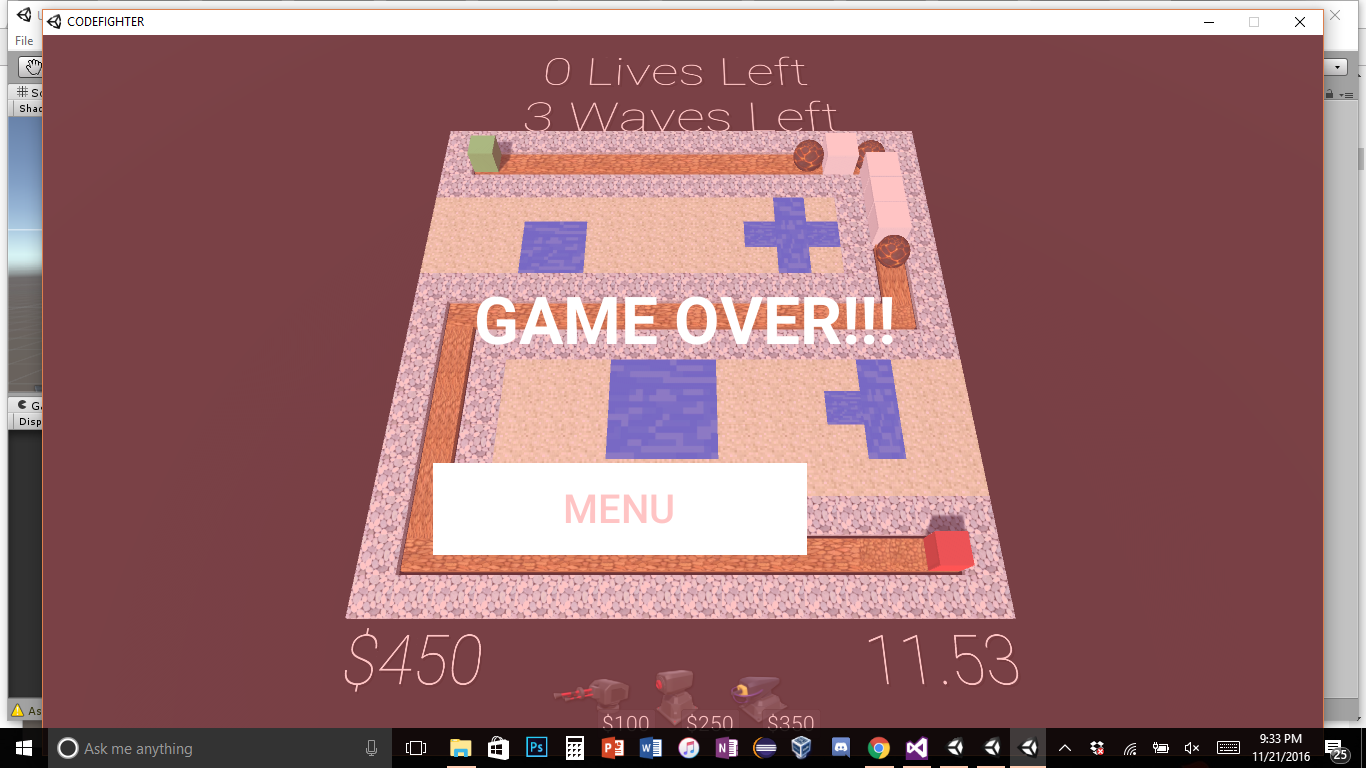 CODEFIGHTER
File
0 Lives Left
3 Waves Left
GAME OVER!!!
MENU
$450
11.53
$100 $250 $350
Ask me anything
9:33 PM
11/21/2016
25